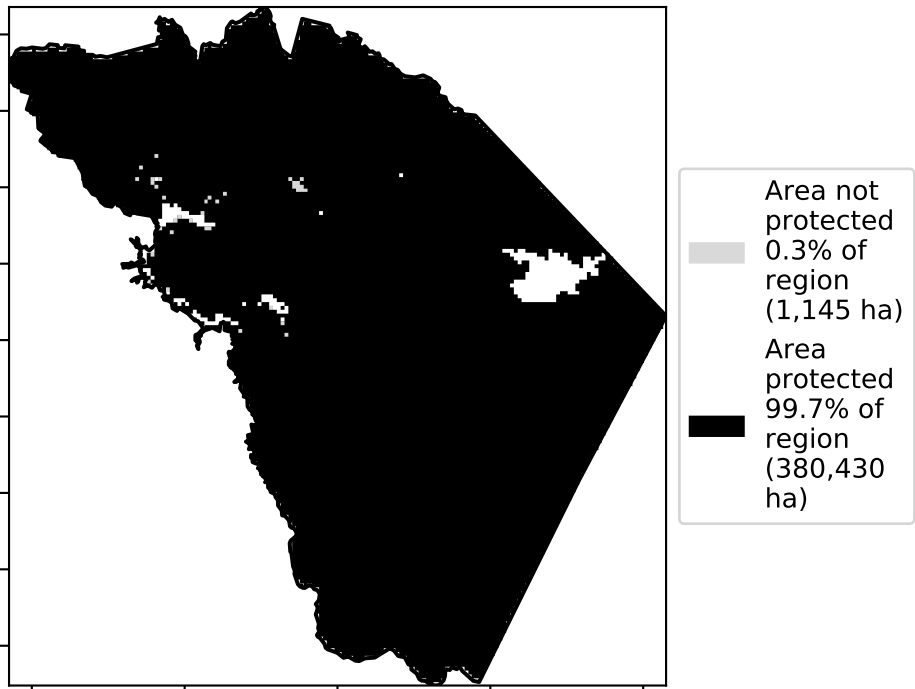 Area not
protected
0.3% of
region
(1,145 ha)
Area
protected
99.7% of
region
(380,430
ha)